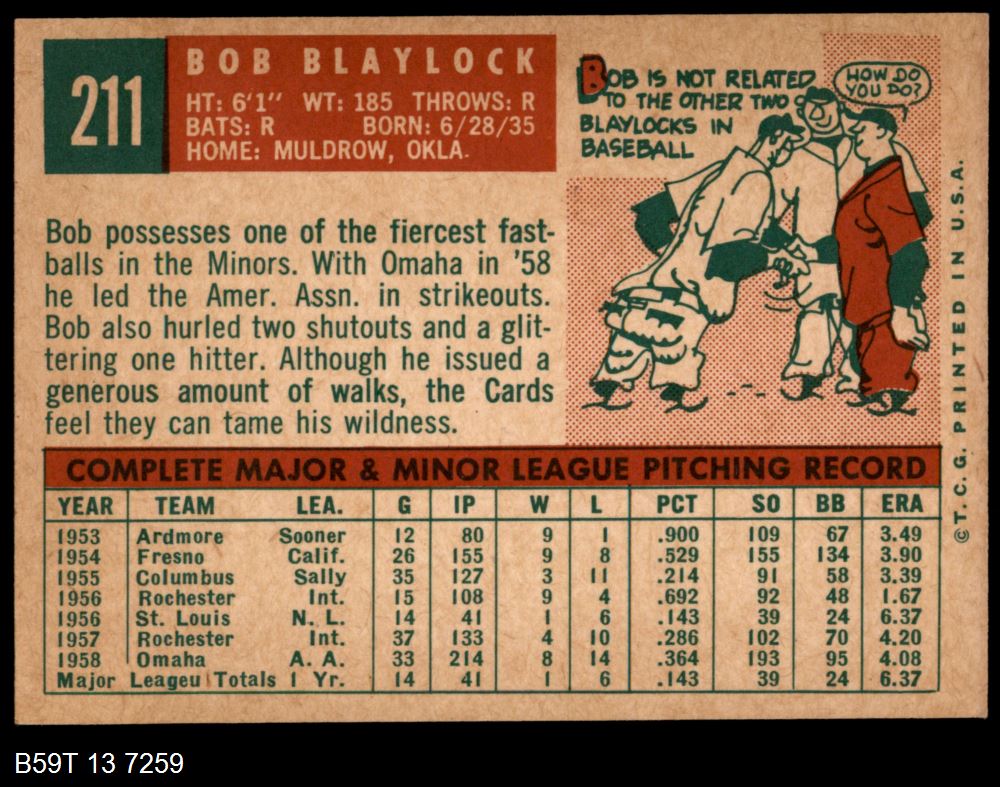 211
BOB BLAYLOCK
HT: 6'1" WT: 185 THROWS: R
BATS: R BORN: 6/28/35
HOME: MULDROW, OKLA.
BOB IS NOT RELATED
TO THE OTHER TWO
BLAYLOCKS IN
BASEBALL
HOW DO
YOU DO?
Bob possesses one of the fiercest fast-
balls in the Minors. With Omaha in '58
he led the Amer. Assn. in strikeouts.
Bob also hurled two shutouts and a glit-
tering one hitter. Although he issued a
generous amount of walks, the Cards
feel they can tame his wildness.
COMPLETE MAJOR & MINOR LEAGUE PITCHING RECORD
YEAR TEAM LEA. G IP W L PCT SO BB ERA
1953 Ardmore Sooner 12 80 9 1 .900 109 67 3.49
1954 Fresno Calif. 26 155 9 8 .529 155 134 3.90
1955 Columbus Sally 35 127 3 11 .214 91 58 3.39
1956 Rochester Int. 15 108 9 4 .692 92 48 1.67
1956 St. Louis N. L. 14 41 1 6 .143 39 24 6.37
1957 Rochester Int. 37 133 4 10 .286 102 70 4.20
1958 Omaha A. A. 33 214 8 14 .364 193 95 4.08
Major Leageu Totals 1 Yr. 14 41 1 6 .143 39 24 6.37
©T. C. G. PRINTED IN U.S.A.
B59T 13 7259